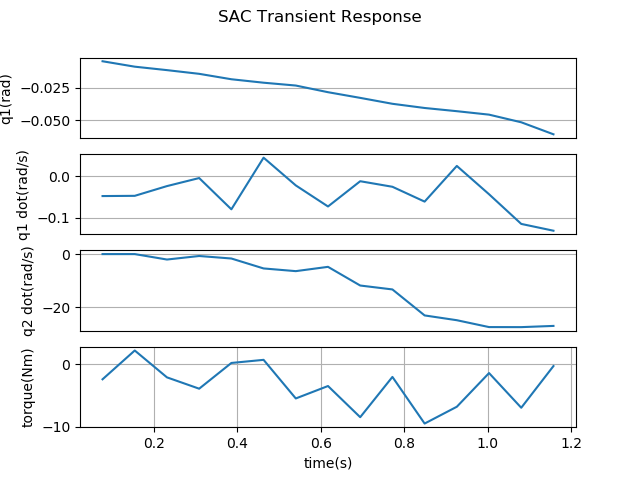 SAC Transient Response
q1(rad)
−0.025
−0.050
q1 dot(rad/s)
0.0
−0.1
q2 dot(rad/s)
0
−20
torque(Nm)
0
−10
0.2 0.4 0.6 0.8 1.0 1.2
time(s)